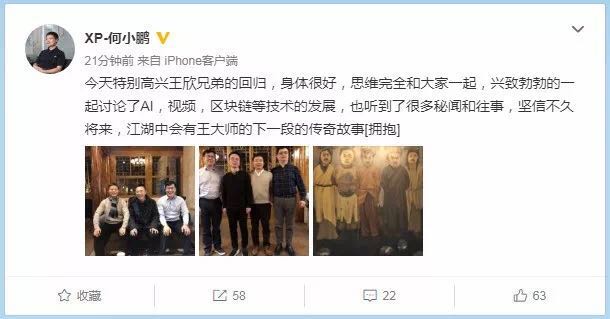 XP-何小鹏
21分钟前 来自 iPhone客户端
今天特别高兴王欣兄弟的回归，身体很好，思维完全和大家一起，兴致勃勃的一
起讨论了AI，视频，区块链等技术的发展，也听到了很多秘闻和往事，坚信不久
将来，江湖中会有王大师的下一段的传奇故事[拥抱]
收藏
58
22
63